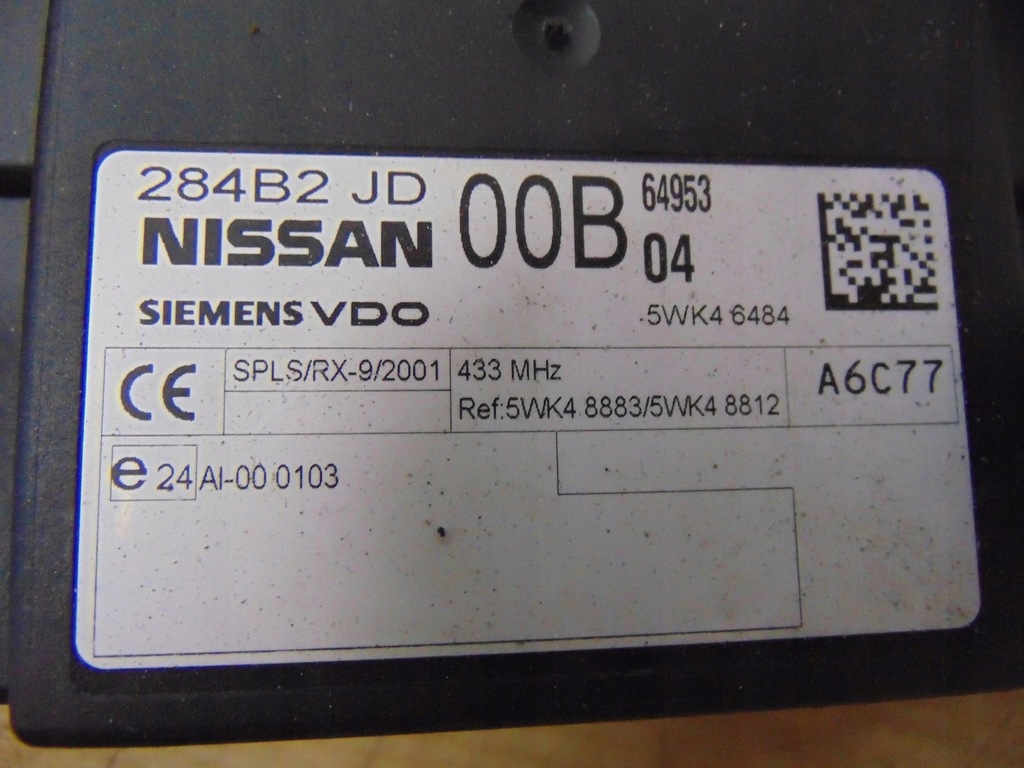 284B2 JD 00B 64953
NISSAN 04
SIEMENS VDO 5WK4 6484
CE SPLS/RX-9/2001 433 MHz A6C77
Ref:5WK4 8883/5WK4 8812
e 24 AI-00 0103